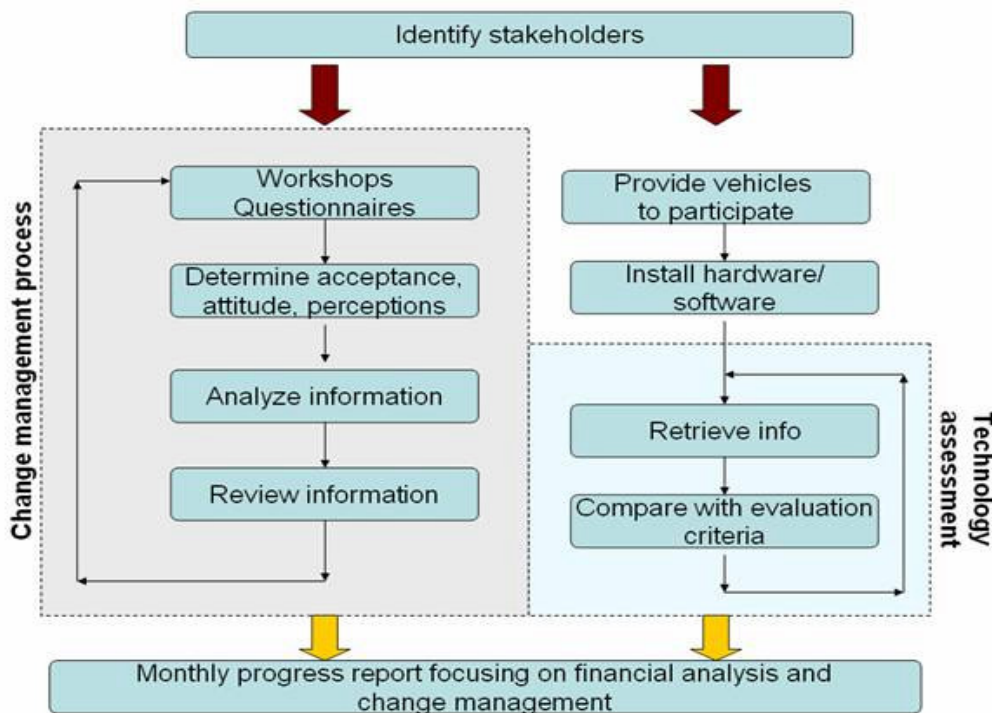 Identify stakeholders
Change management process
Workshops
Questionnaires
Determine acceptance,
attitude, perceptions
Analyze information
Review information
Provide vehicles
to participate
Install hardware/
software
Retrieve info
Compare with evaluation
criteria
Technology
assessment
Monthly progress report focusing on financial analysis and
change management